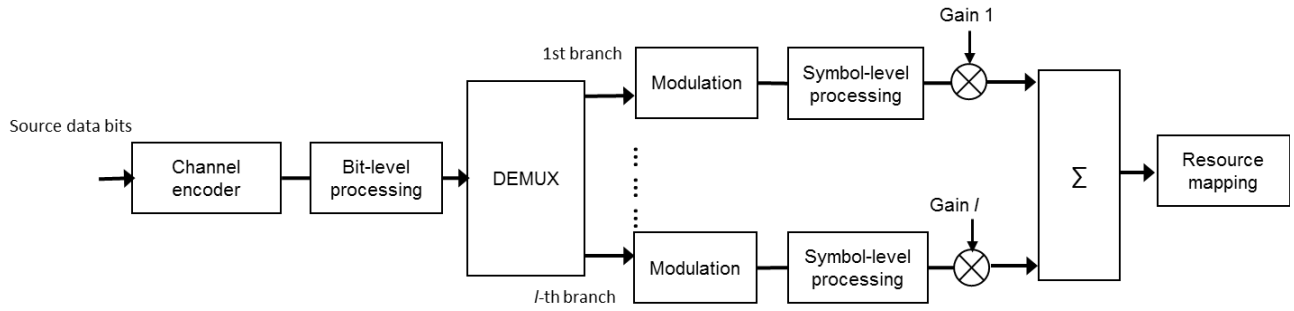 Gain 1
1st branch
Modulation
Symbol-level
processing
Source data bits
Channel
encoder
Bit-level
processing
DEMUX
Σ
Resource
mapping
Gain l
Modulation
Symbol-level
processing
l-th branch